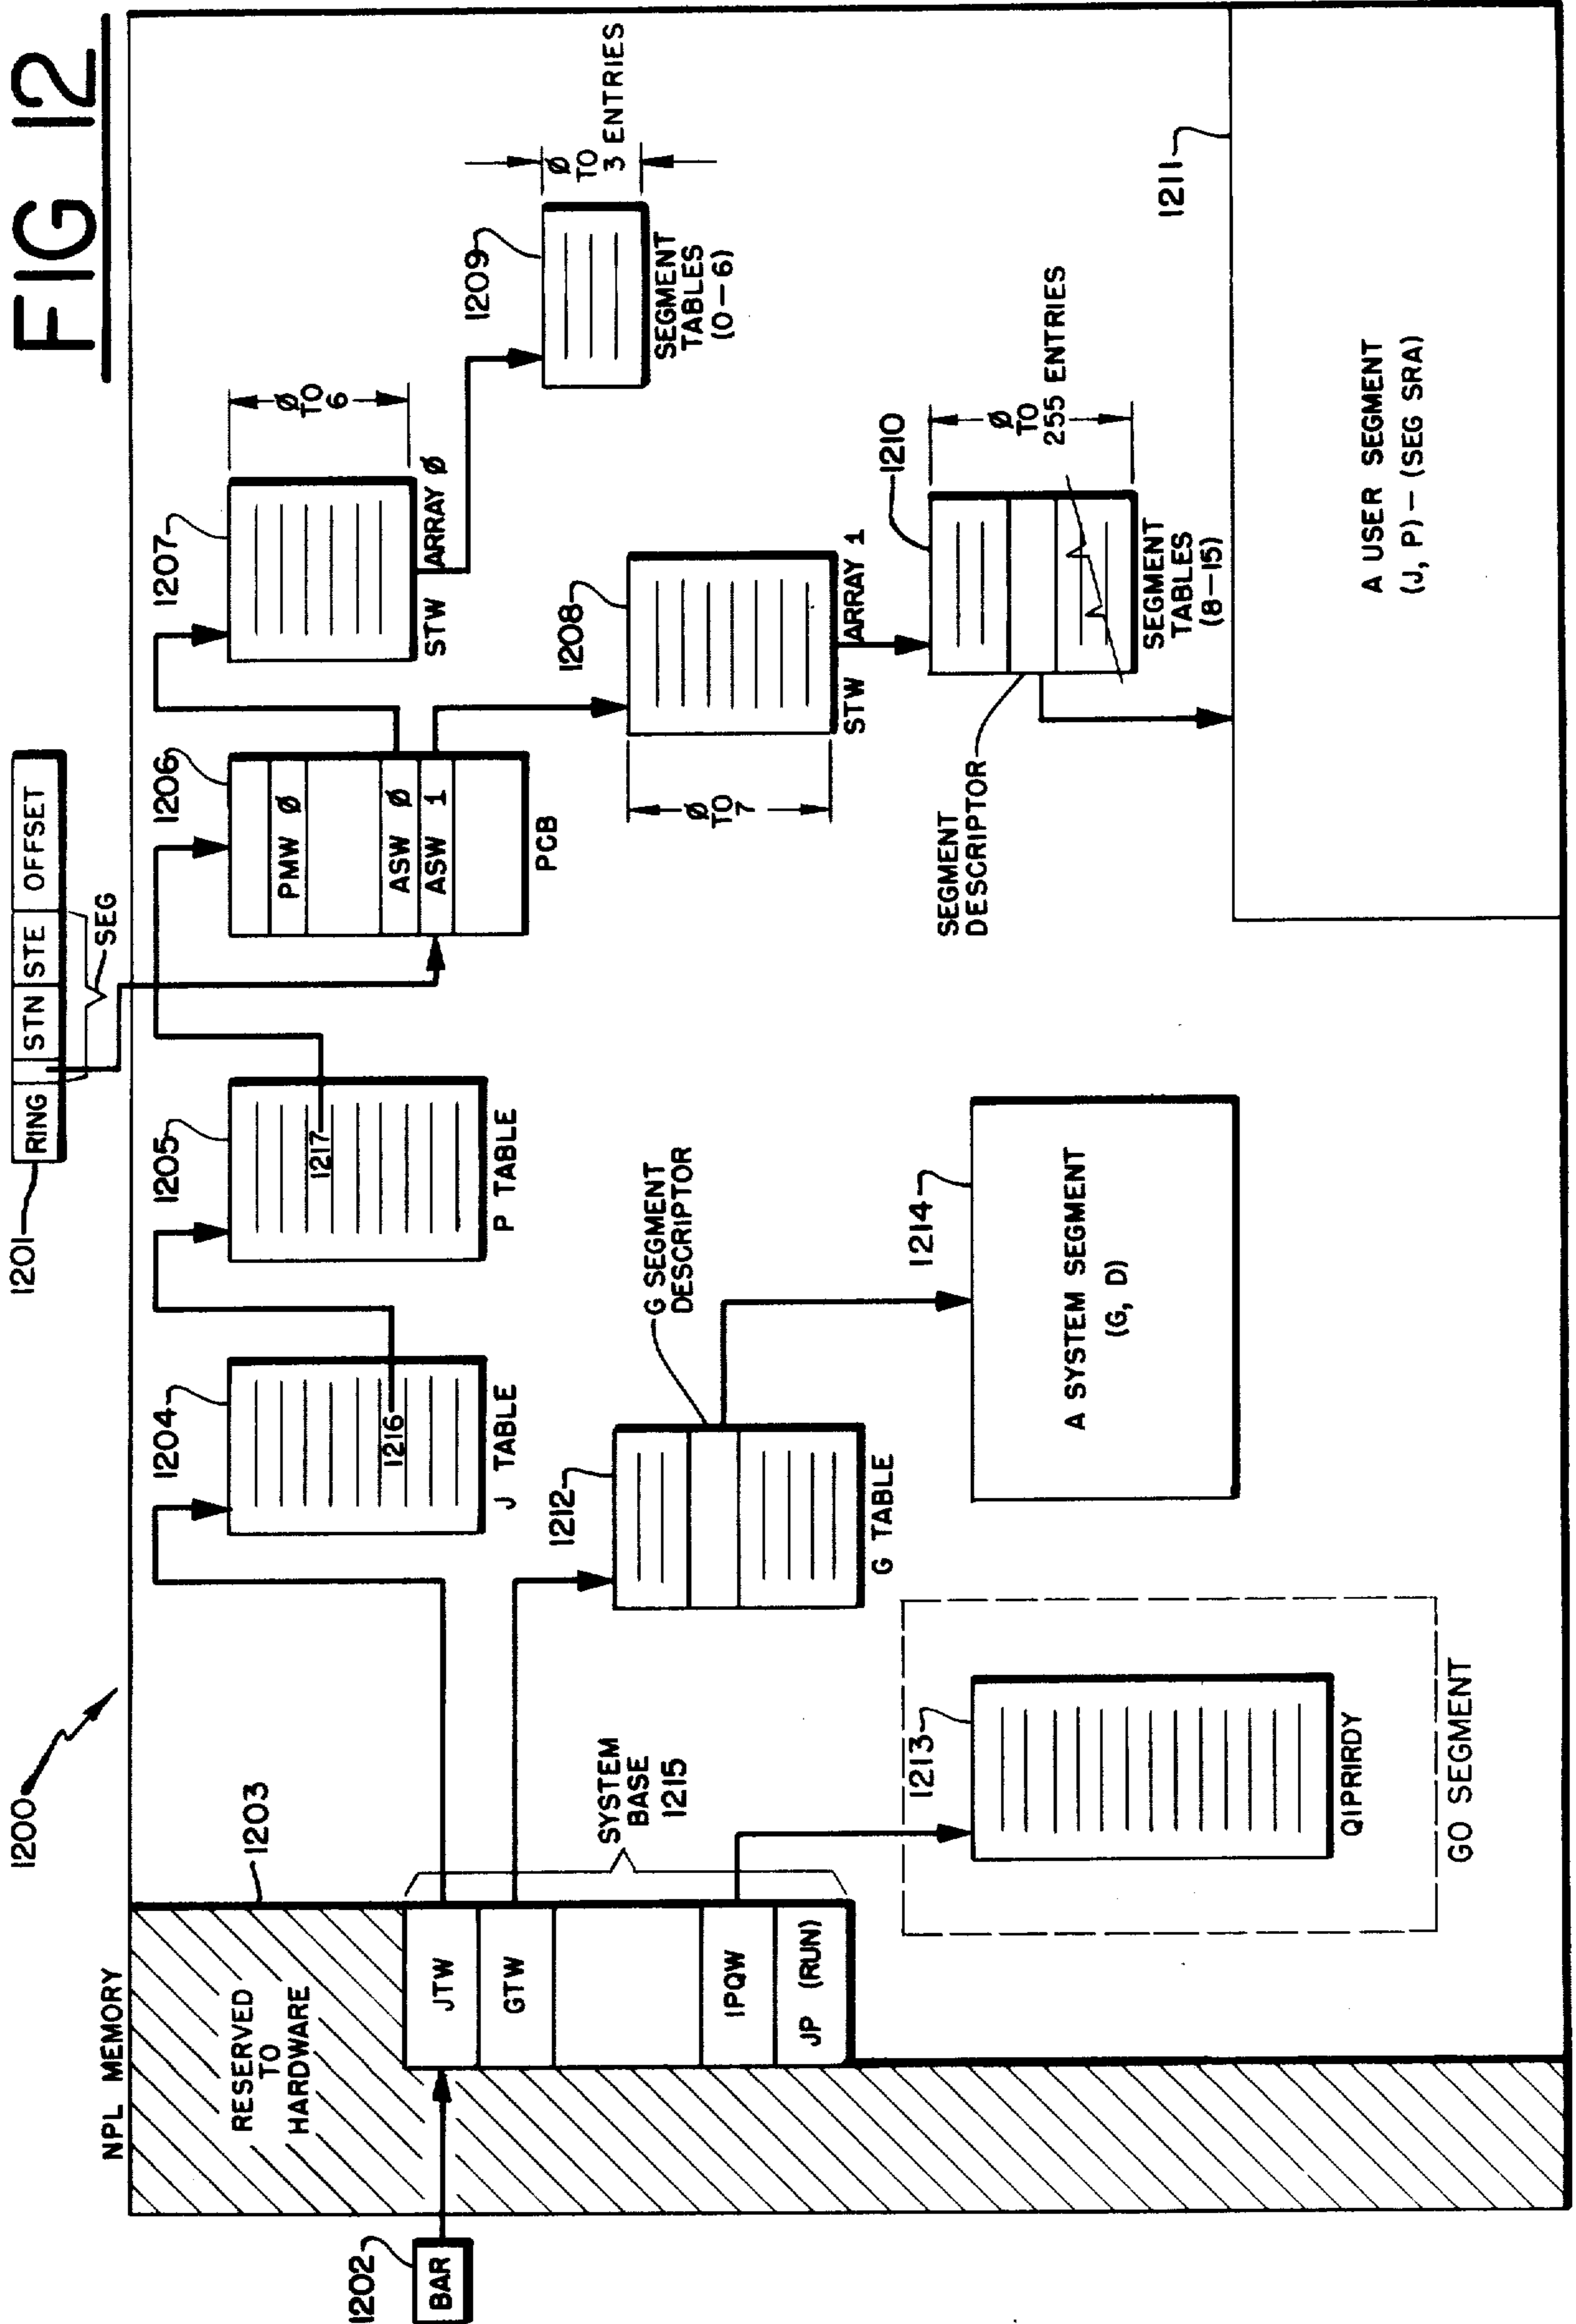 FIG 12
1200
NPL MEMORY
1201
RING
STN
STE
OFFSET
SEG
1202
BAR
1203
RESERVED
TO
HARDWARE
JTW
GTW
IPQW
JP (RUN)
SYSTEM
BASE
1215
1204
1216
J TABLE
1205
1217
P TABLE
1206
PMW Ø
ASW Ø
ASW 1
PCB
1207
STW ARRAY Ø
Ø
TO
6
1208
STW ARRAY 1
Ø
TO
7
1209
SEGMENT
TABLES
(0-6)
Ø
TO
3 ENTRIES
1210
SEGMENT
TABLES
(8-15)
Ø
TO
255 ENTRIES
SEGMENT
DESCRIPTOR
1211
A USER SEGMENT
(J, P) - (SEG SRA)
1212
G TABLE
G SEGMENT
DESCRIPTOR
1214
A SYSTEM SEGMENT
(G, D)
1213
QIPRIRDY
GO SEGMENT